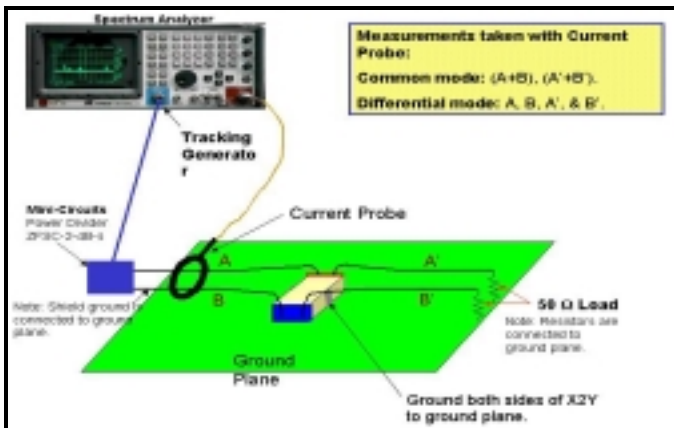 Spectrum Analyzer
Measurements taken with Current
Probe:
Common mode: (A+B), (A'+B').
Differential mode: A, B, A', & B'.
Tracking
Generato
r
Mini-Circuits
Power Divider
Current Probe
A
A'
B
B'
Note: Shield ground is
connected to ground
plane.
50 Ω Load
Note: Resistors are
connected to
ground plane.
Ground
Plane
Ground both sides of X2Y
to ground plane.